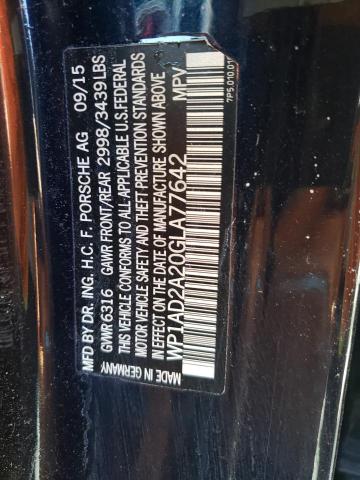 MFD BY DR. ING. H.C. F. PORSCHE AG 09/15
GVWR 6316 GAWR FRONT/REAR 2998/3439 LBS
THIS VEHICLE CONFORMS TO ALL APPLICABLE U.S. FEDERAL
MOTOR VEHICLE SAFETY AND THEFT PREVENTION STANDARDS
IN EFFECT ON THE DATE OF MANUFACTURE SHOWN ABOVE
WP1AD2A20GLA77642 MPV
MADE IN GERMANY